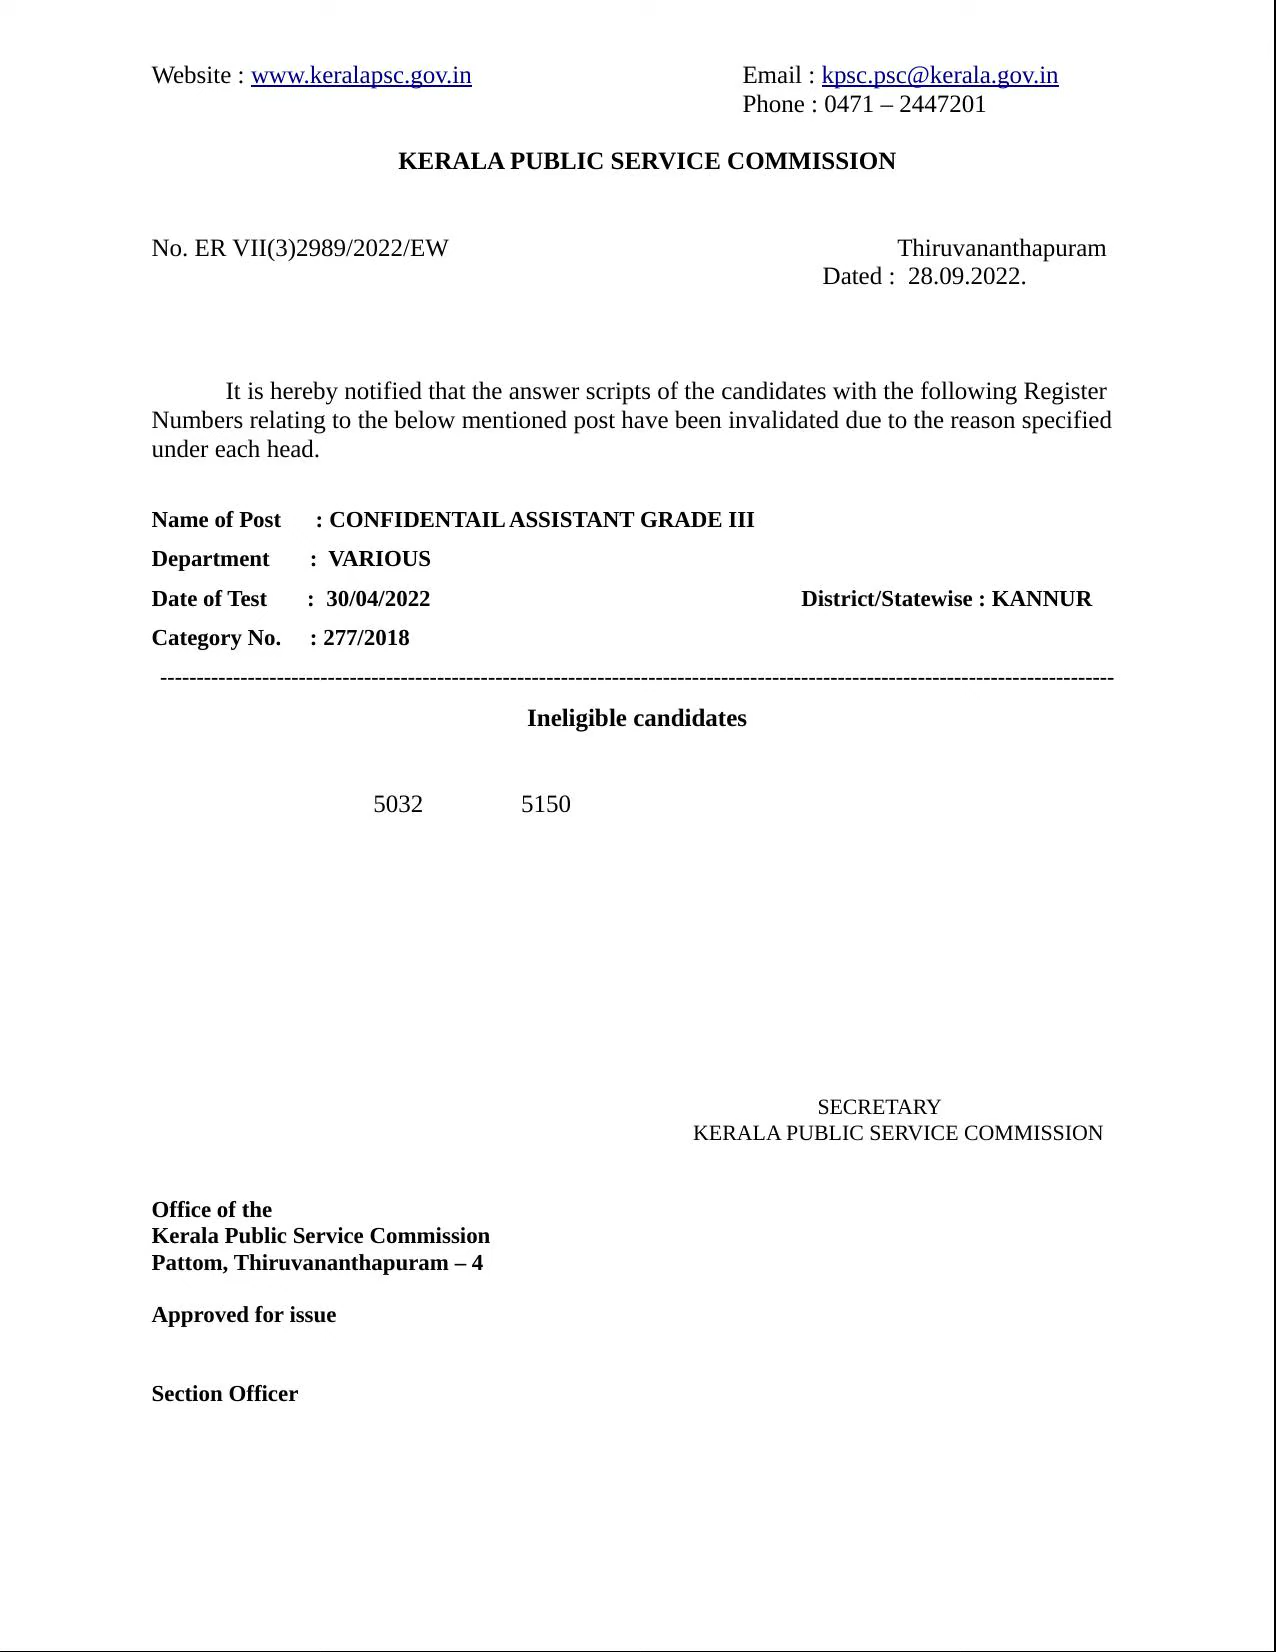 Website : www.keralapsc.gov.in Email : kpsc.psc@kerala.gov.in
Phone : 0471 – 2447201
KERALA PUBLIC SERVICE COMMISSION
No. ER VII(3)2989/2022/EW Thiruvananthapuram
Dated : 28.09.2022.
It is hereby notified that the answer scripts of the candidates with the following Register
Numbers relating to the below mentioned post have been invalidated due to the reason specified
under each head.
Name of Post : CONFIDENTAIL ASSISTANT GRADE III
Department : VARIOUS
Date of Test : 30/04/2022 District/Statewise : KANNUR
Category No. : 277/2018
-----------------------------------------------------------------------------------------------------------------------------------
Ineligible candidates
5032 5150
SECRETARY
KERALA PUBLIC SERVICE COMMISSION
Office of the
Kerala Public Service Commission
Pattom, Thiruvananthapuram – 4
Approved for issue
Section Officer